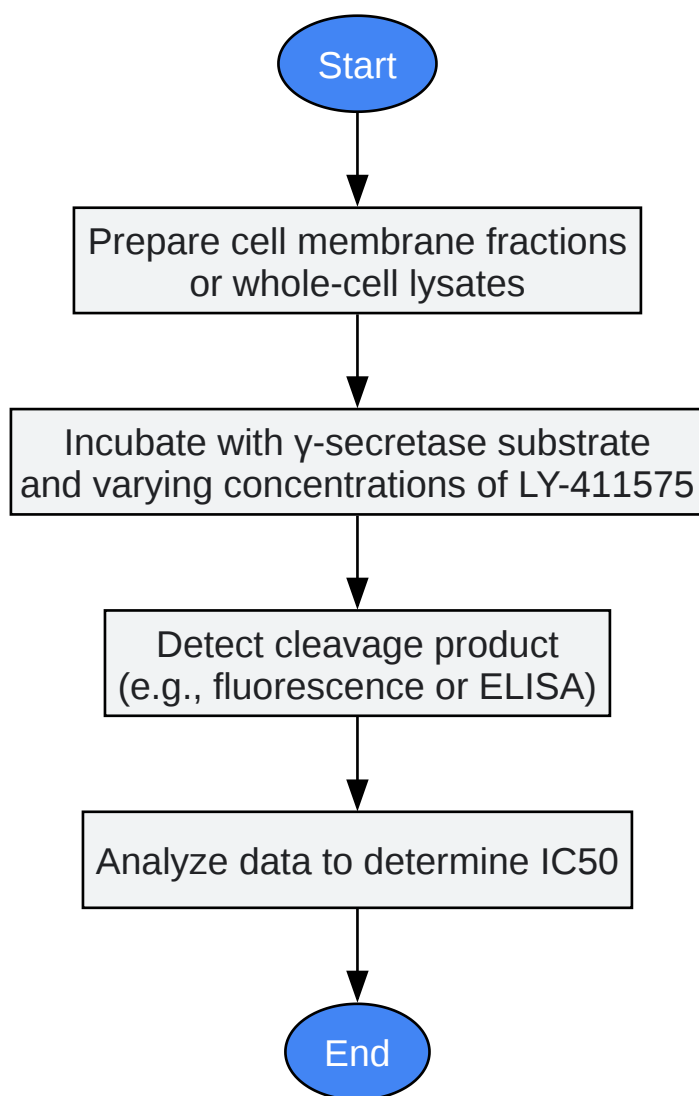 Start
Prepare cell membrane fractions
or whole-cell lysates
Incubate with γ-secretase substrate
and varying concentrations of LY-411575
Detect cleavage product
(e.g., fluorescence or ELISA)
Analyze data to determine IC50
End